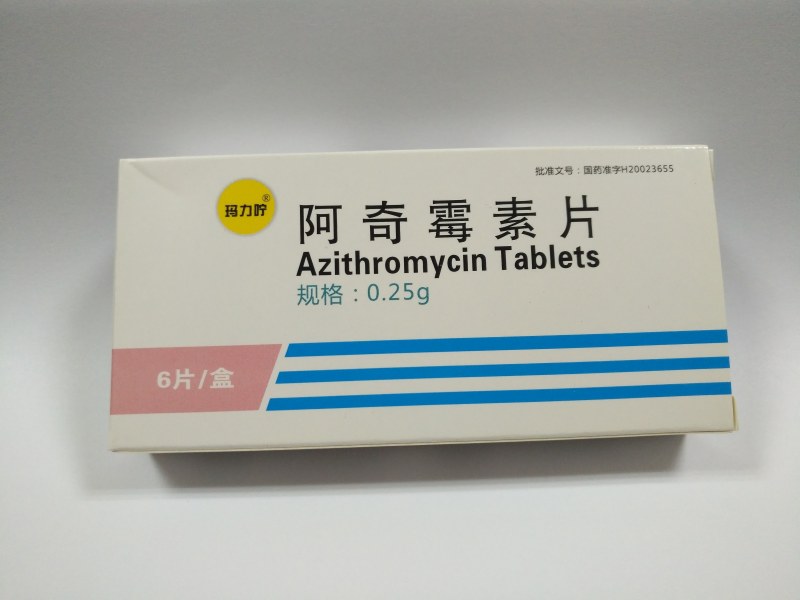 批准文号：国药准字H20023655
玛力咛®
阿奇霉素片
Azithromycin Tablets
规格：0.25g
6片/盒